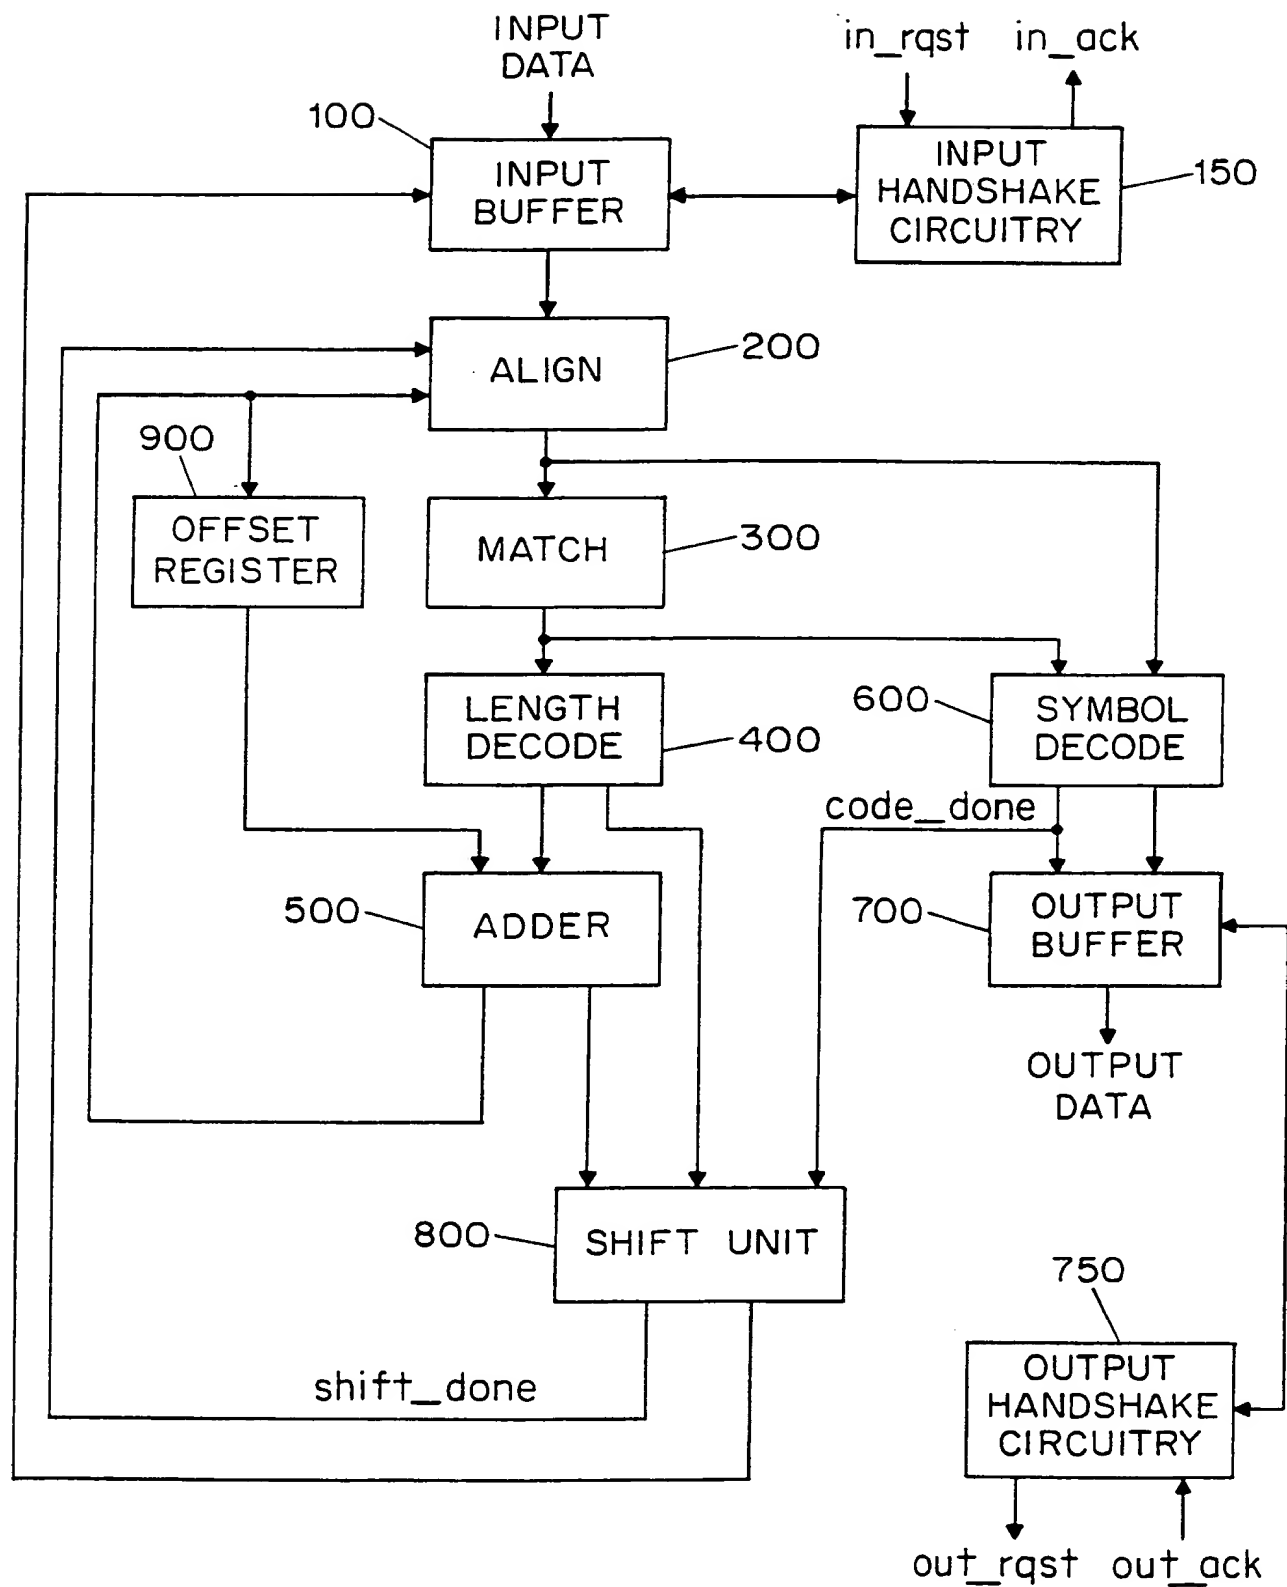 INPUT
DATA
in_rqst
in_ack
100
INPUT
BUFFER
INPUT
HANDSHAKE
CIRCUITRY
150
ALIGN
200
900
OFFSET
REGISTER
MATCH
300
LENGTH
DECODE
400
600
SYMBOL
DECODE
code_done
500
ADDER
700
OUTPUT
BUFFER
OUTPUT
DATA
800
SHIFT UNIT
750
shift_done
OUTPUT
HANDSHAKE
CIRCUITRY
out_rqst
out_ack